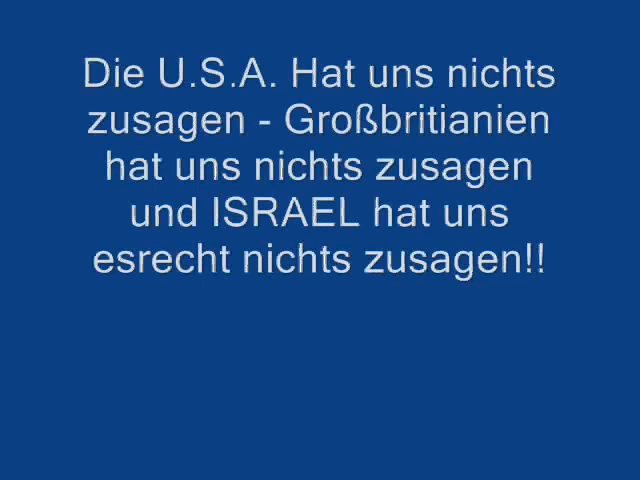 Die U.S.A. Hat uns nichts
zusagen - Großbritianien
hat uns nichts zusagen
und ISRAEL hat uns
esrecht nichts zusagen!!